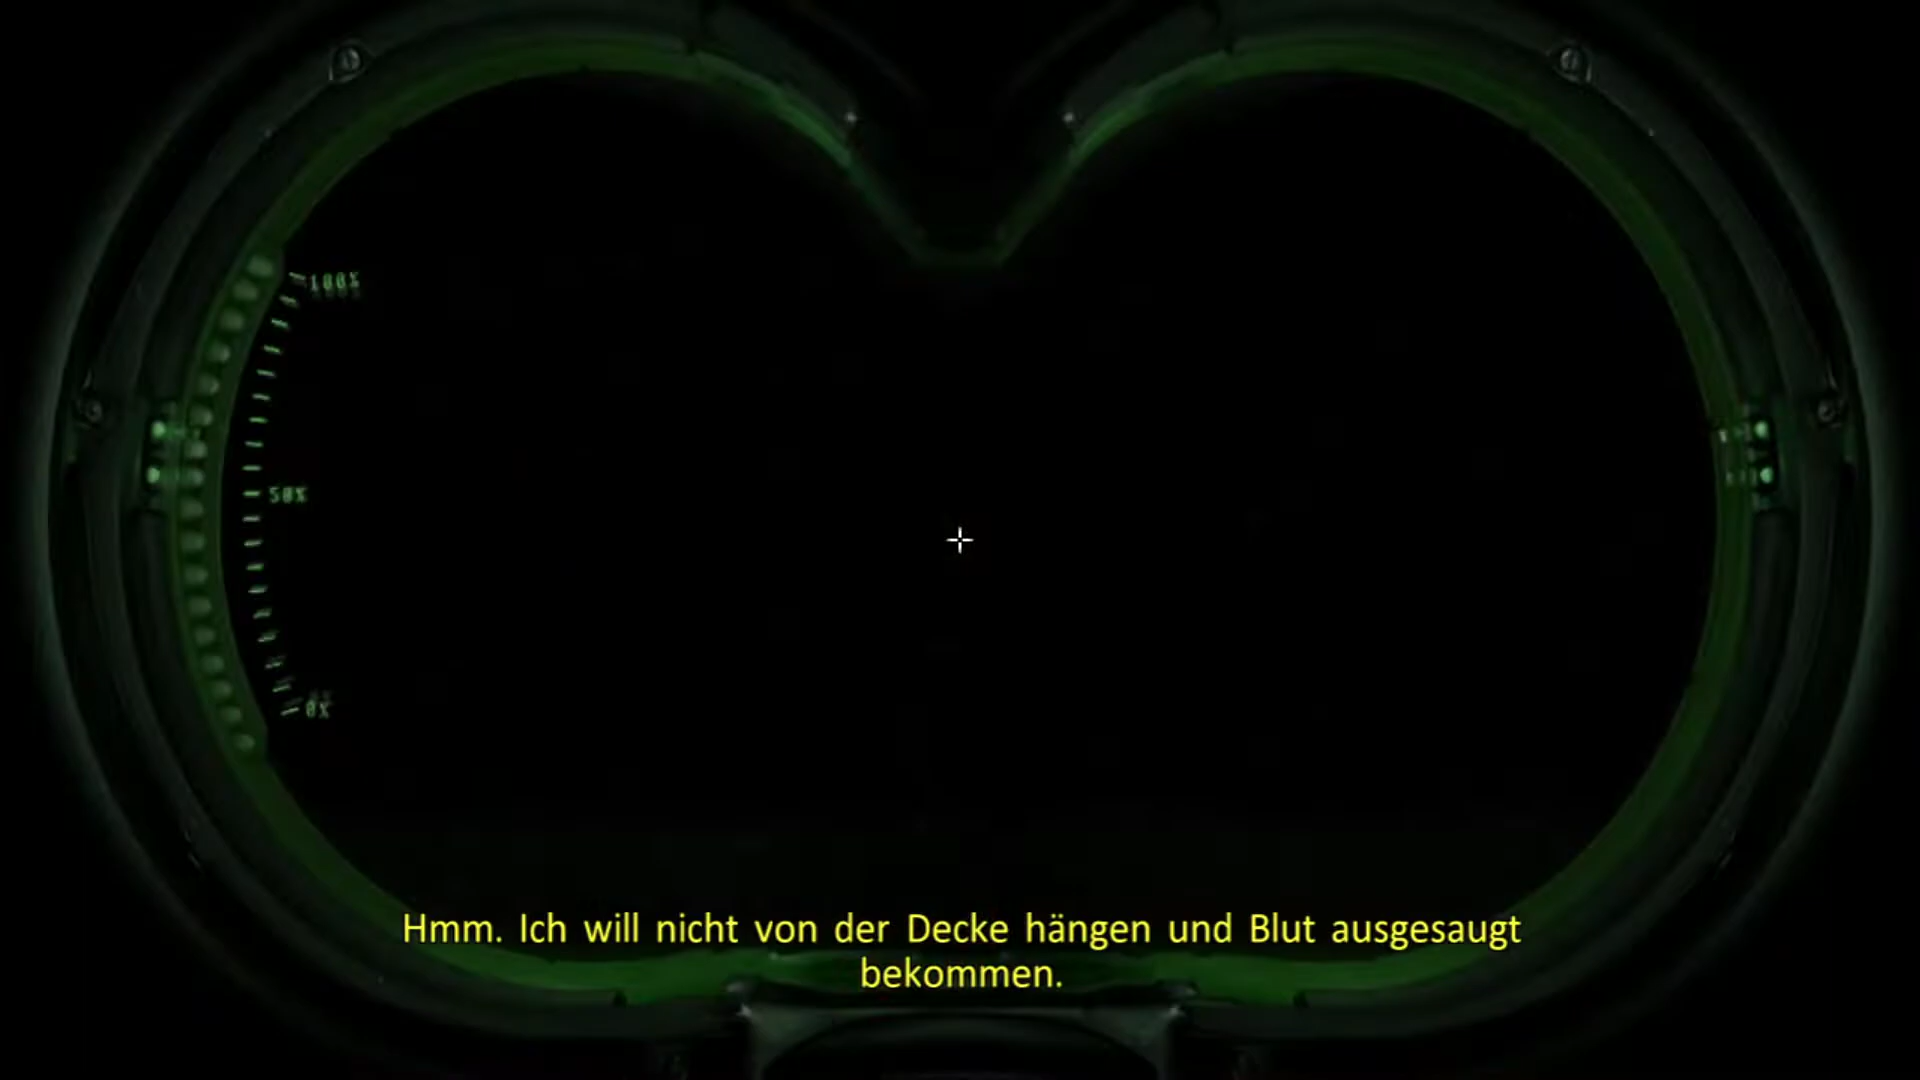 100%
50%
0%
Hmm. Ich will nicht von der Decke hängen und Blut ausgesaugt
bekommen.